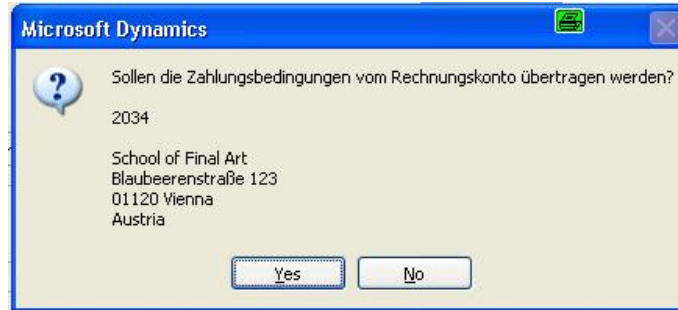 Microsoft Dynamics
Sollen die Zahlungsbedingungen vom Rechnungskonto übertragen werden?
2034
School of Final Art
Blaubeerenstraße 123
01120 Vienna
Austria
Yes
No